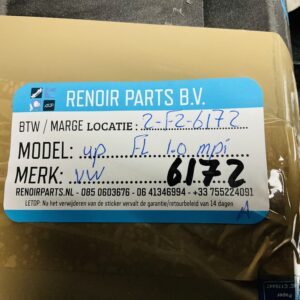 RENOIR PARTS B.V.
BTW / MARGE LOCATIE: 2-F2-6172
MODEL: up FL 1.0 mpi
MERK: VW 6172
RENOIRPARTS.NL - 085 0603676 - 06 41346994 - +33 755224091
LETOP: Na het verwijderen van de sticker vervalt de garantie/retourbeleid van 14 dagen
A